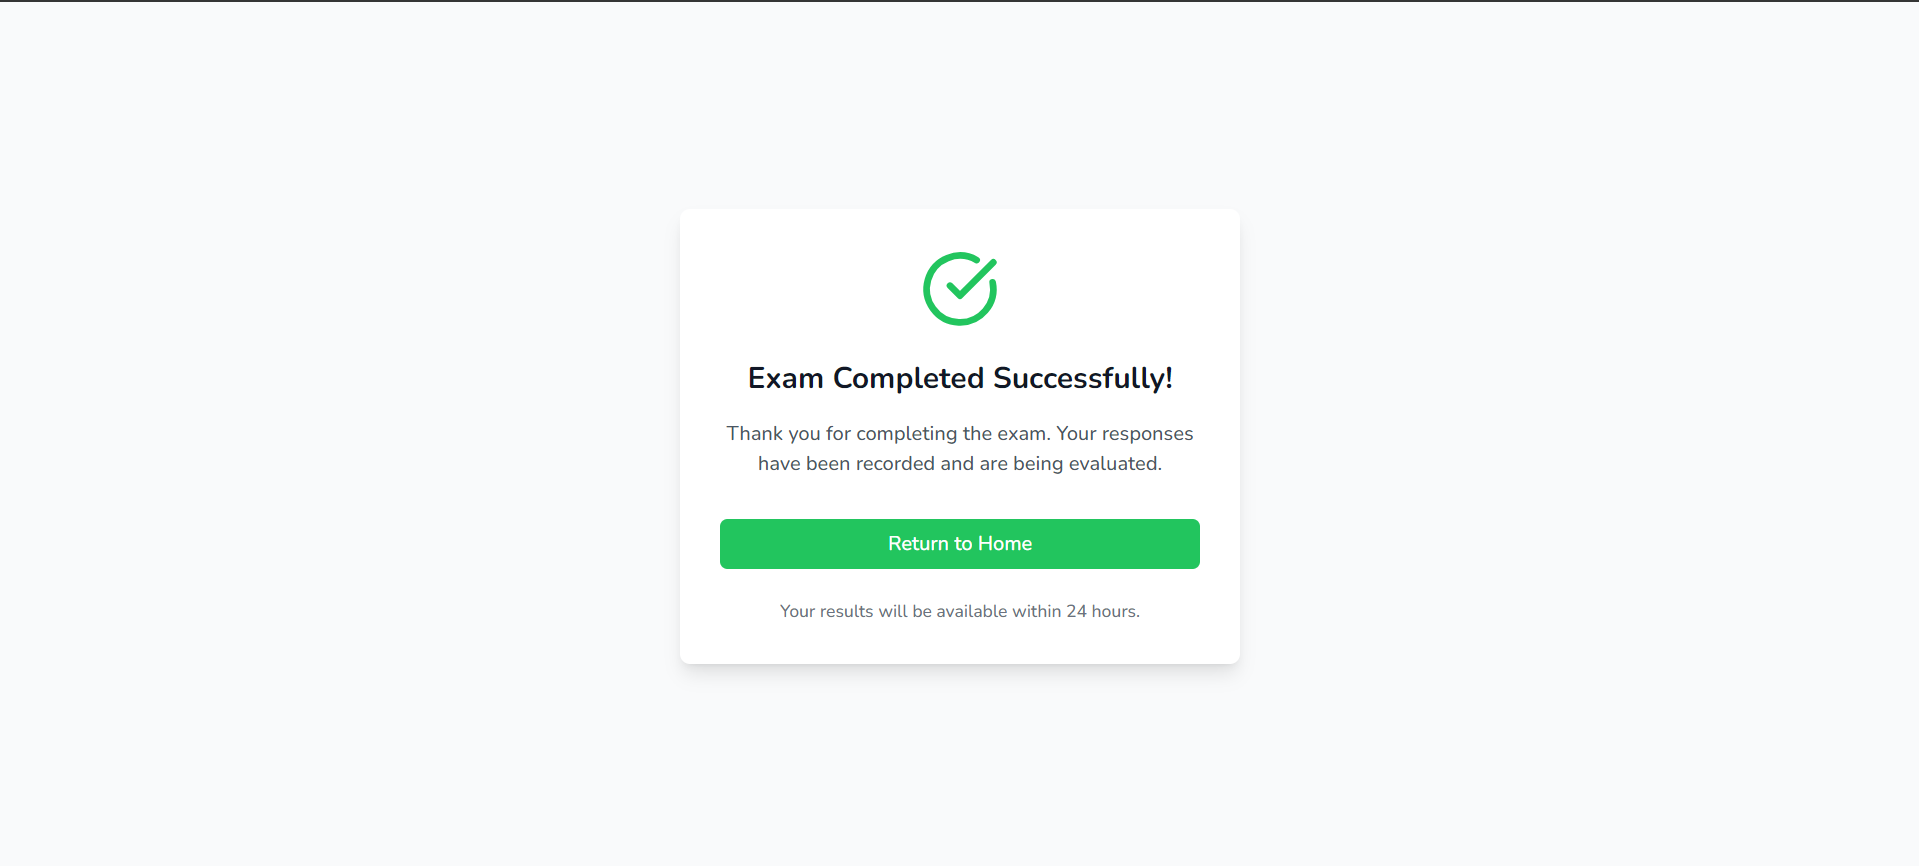 Exam Completed Successfully!
Thank you for completing the exam. Your responses
have been recorded and are being evaluated.
Return to Home
Your results will be available within 24 hours.